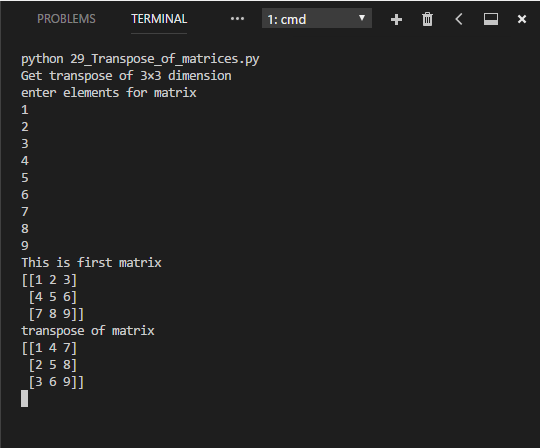 PROBLEMS TERMINAL ••• 1: cmd
python 29_Transpose_of_matrices.py
Get transpose of 3×3 dimension
enter elements for matrix
1
2
3
4
5
6
7
8
9
This is first matrix
[[1 2 3]
 [4 5 6]
 [7 8 9]]
transpose of matrix
[[1 4 7]
 [2 5 8]
 [3 6 9]]